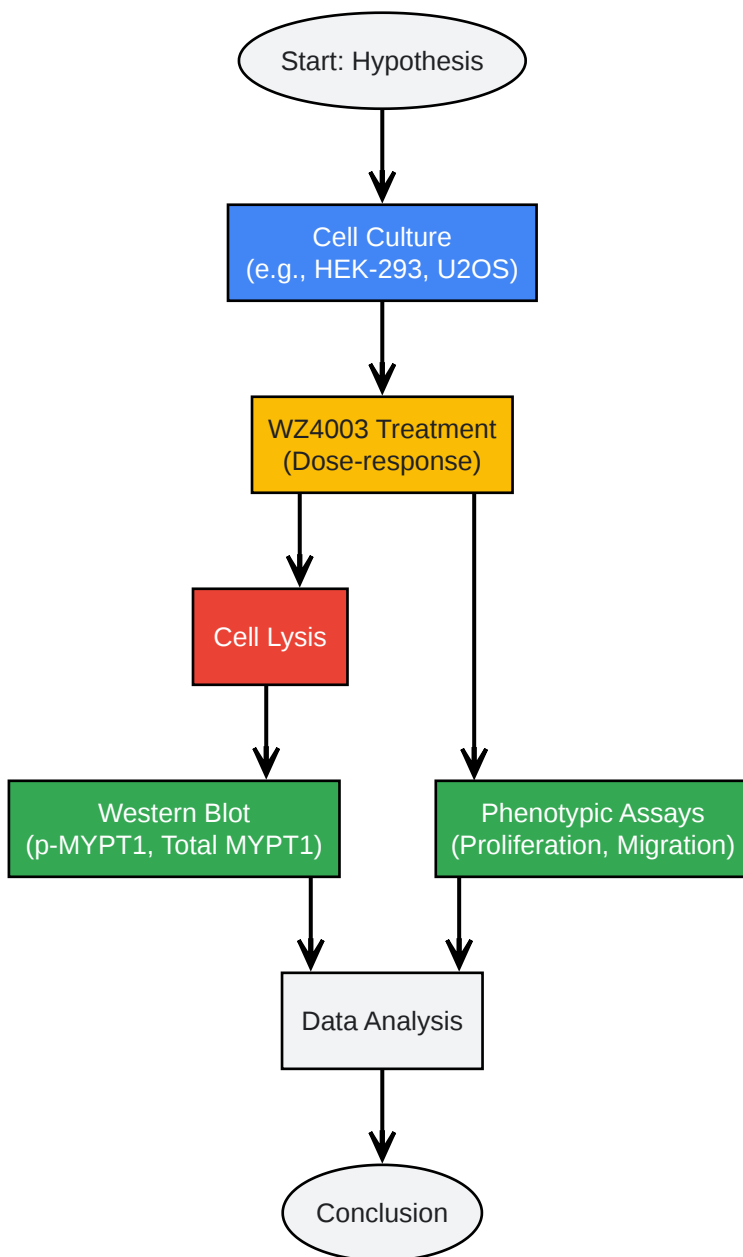 Start: Hypothesis
Cell Culture
(e.g., HEK-293, U2OS)
WZ4003 Treatment
(Dose-response)
Cell Lysis
Western Blot
(p-MYPT1, Total MYPT1)
Phenotypic Assays
(Proliferation, Migration)
Data Analysis
Conclusion